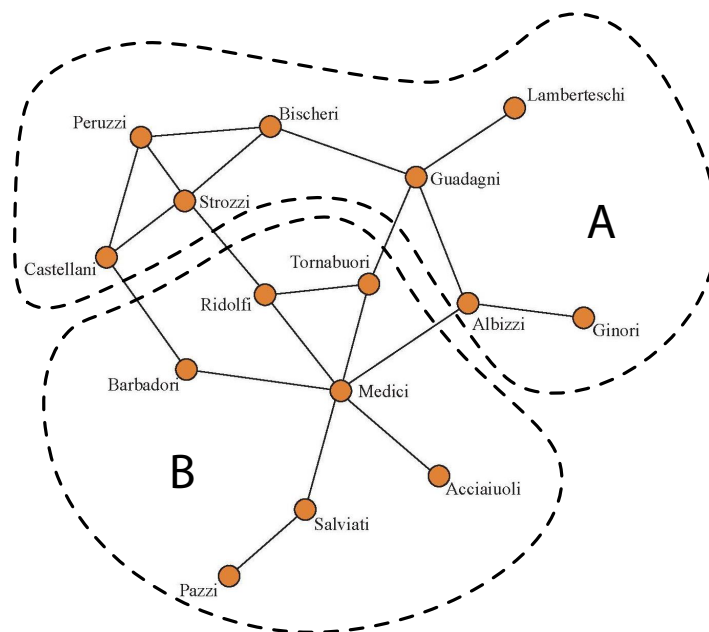 Lamberteschi
Bischeri
Peruzzi
Guadagni
Strozzi
A
Castellani
Tornabuori
Ridolfi
Albizzi
Ginori
Barbadori
Medici
B
Acciaiuoli
Salviati
Pazzi